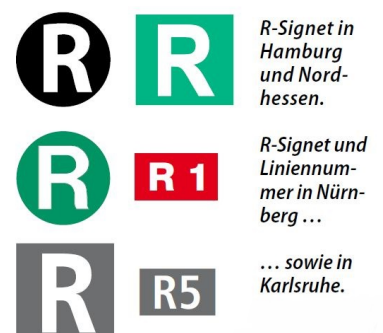 R R
R-Signet in
Hamburg
und Nord-
hessen.
R R 1
R-Signet und
Liniennum-
mer in Nürn-
berg …
R R5
… sowie in
Karlsruhe.